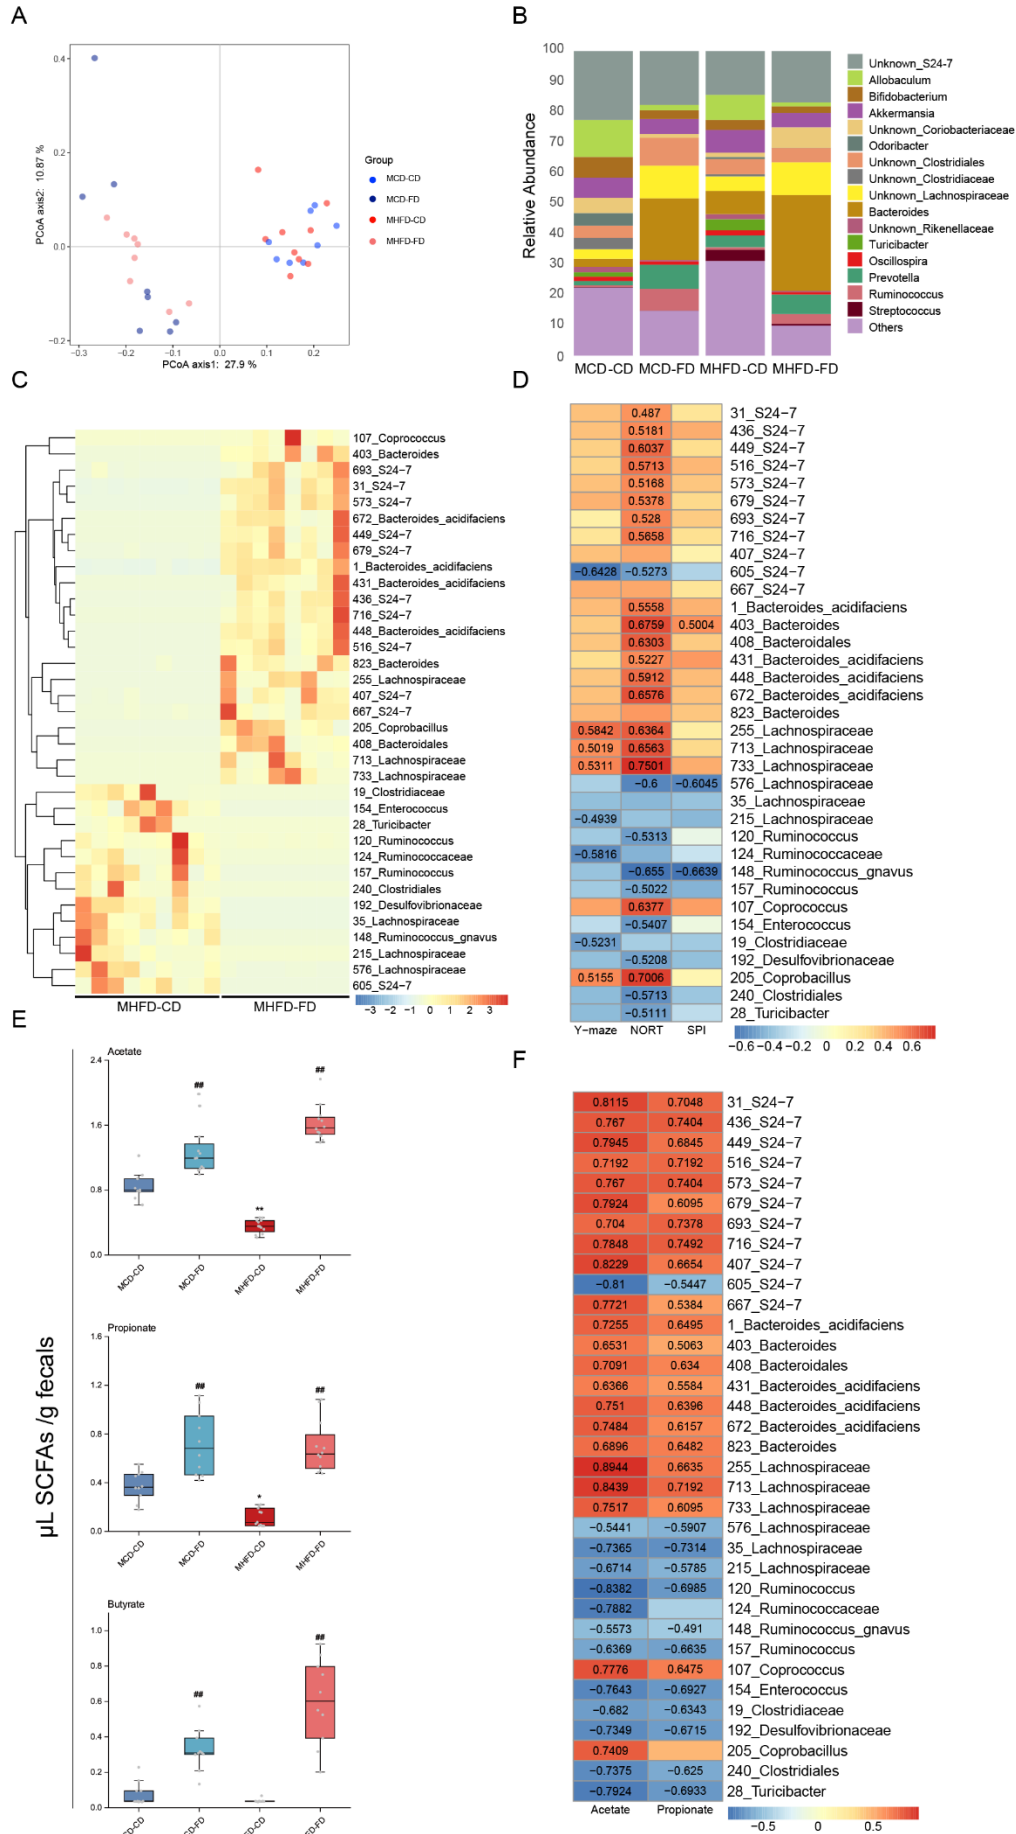 A
0.4
0.2
0.0
−0.2
−0.3
−0.2
−0.1
0.0
0.1
0.2
PCoA axis2: 10.87 %
PCoA axis1: 27.9 %
Group
MCD-CD
MCD-FD
MHFD-CD
MHFD-FD
B
100
90
80
70
60
50
40
30
20
10
0
Relative Abundance
MCD-CD
MCD-FD
MHFD-CD
MHFD-FD
Unknown_S24-7
Allobaculum
Bifidobacterium
Akkermansia
Unknown_Coriobacteriaceae
Odoribacter
Unknown_Clostridiales
Unknown_Clostridiaceae
Unknown_Lachnospiraceae
Bacteroides
Unknown_Rikenellaceae
Turicibacter
Oscillospira
Prevotella
Ruminococcus
Streptococcus
Others
C
107_Coprococcus
403_Bacteroides
693_S24−7
31_S24−7
573_S24−7
672_Bacteroides_acidifaciens
449_S24−7
679_S24−7
1_Bacteroides_acidifaciens
431_Bacteroides_acidifaciens
436_S24−7
716_S24−7
448_Bacteroides_acidifaciens
516_S24−7
823_Bacteroides
255_Lachnospiraceae
407_S24−7
667_S24−7
205_Coprobacillus
408_Bacteroidales
713_Lachnospiraceae
733_Lachnospiraceae
19_Clostridiaceae
154_Enterococcus
28_Turicibacter
120_Ruminococcus
124_Ruminococcaceae
157_Ruminococcus
240_Clostridiales
192_Desulfovibrionaceae
35_Lachnospiraceae
148_Ruminococcus_gnavus
215_Lachnospiraceae
576_Lachnospiraceae
605_S24−7
MHFD-CD
MHFD-FD
−3 −2 −1 0 1 2 3
D
0.487 31_S24−7
0.5181 436_S24−7
0.6037 449_S24−7
0.5713 516_S24−7
0.5168 573_S24−7
0.5378 679_S24−7
0.528 693_S24−7
0.5658 716_S24−7
407_S24−7
−0.6428 −0.5273 605_S24−7
667_S24−7
0.5558 1_Bacteroides_acidifaciens
0.6759 0.5004 403_Bacteroides
0.6303 408_Bacteroidales
0.5227 431_Bacteroides_acidifaciens
0.5912 448_Bacteroides_acidifaciens
0.6576 672_Bacteroides_acidifaciens
823_Bacteroides
0.5842 0.6364 255_Lachnospiraceae
0.5019 0.6563 713_Lachnospiraceae
0.5311 0.7501 733_Lachnospiraceae
−0.6 −0.6045 576_Lachnospiraceae
35_Lachnospiraceae
−0.4939 215_Lachnospiraceae
−0.5313 120_Ruminococcus
−0.5816 124_Ruminococcaceae
−0.655 −0.6639 148_Ruminococcus_gnavus
−0.5022 157_Ruminococcus
0.6377 107_Coprococcus
−0.5407 154_Enterococcus
−0.5231 19_Clostridiaceae
−0.5208 192_Desulfovibrionaceae
0.5155 0.7006 205_Coprobacillus
−0.5713 240_Clostridiales
−0.5111 28_Turicibacter
Y−maze NORT SPI
−0.6 −0.4 −0.2 0 0.2 0.4 0.6
E
µL SCFAs /g fecals
Acetate
2.4
1.6
0.8
0.0
##
**
##
MCD-CD
MCD-FD
MHFD-CD
MHFD-FD
Propionate
1.6
1.2
0.8
0.4
0.0
##
*
##
MCD-CD
MCD-FD
MHFD-CD
MHFD-FD
Butyrate
1.0
0.8
0.6
0.4
0.2
0.0
##
##
F
0.8115 0.7048 31_S24−7
0.767 0.7404 436_S24−7
0.7945 0.6845 449_S24−7
0.7192 0.7192 516_S24−7
0.767 0.7404 573_S24−7
0.7924 0.6095 679_S24−7
0.704 0.7378 693_S24−7
0.7848 0.7492 716_S24−7
0.8229 0.6654 407_S24−7
−0.81 −0.5447 605_S24−7
0.7721 0.5384 667_S24−7
0.7255 0.6495 1_Bacteroides_acidifaciens
0.6531 0.5063 403_Bacteroides
0.7091 0.634 408_Bacteroidales
0.6366 0.5584 431_Bacteroides_acidifaciens
0.751 0.6396 448_Bacteroides_acidifaciens
0.7484 0.6157 672_Bacteroides_acidifaciens
0.6896 0.6482 823_Bacteroides
0.8944 0.6635 255_Lachnospiraceae
0.8439 0.7192 713_Lachnospiraceae
0.7517 0.6095 733_Lachnospiraceae
−0.5441 −0.5907 576_Lachnospiraceae
−0.7365 −0.7314 35_Lachnospiraceae
−0.6714 −0.5785 215_Lachnospiraceae
−0.8382 −0.6985 120_Ruminococcus
−0.7882 124_Ruminococcaceae
−0.5573 −0.491 148_Ruminococcus_gnavus
−0.6369 −0.6635 157_Ruminococcus
0.7776 0.6475 107_Coprococcus
−0.7643 −0.6927 154_Enterococcus
−0.682 −0.6343 19_Clostridiaceae
−0.7349 −0.6715 192_Desulfovibrionaceae
0.7409 205_Coprobacillus
−0.7375 −0.625 240_Clostridiales
−0.7924 −0.6933 28_Turicibacter
Acetate Propionate
−0.5 0 0.5